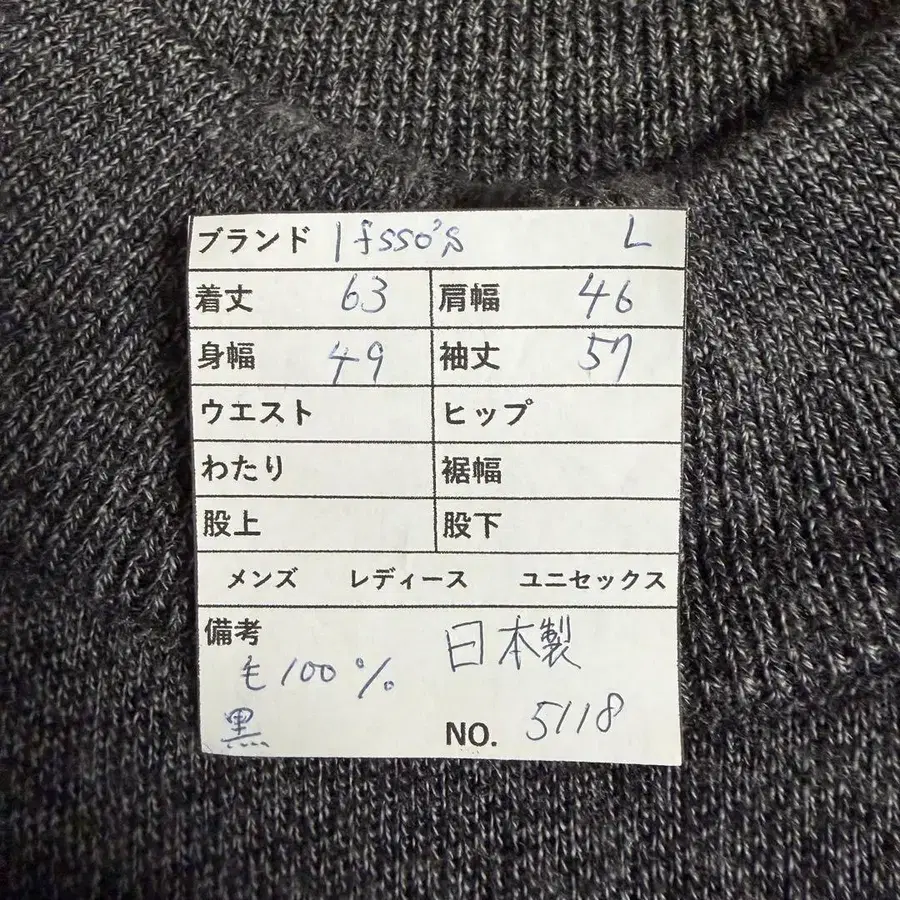 ブランド 1fsso's L
着丈 63 肩幅 46
身幅 49 袖丈 57
ウエスト ヒップ
わたり 裾幅
股上 股下
メンズ レディース ユニセックス
備考 日本製
毛100%
黒 NO. 5118